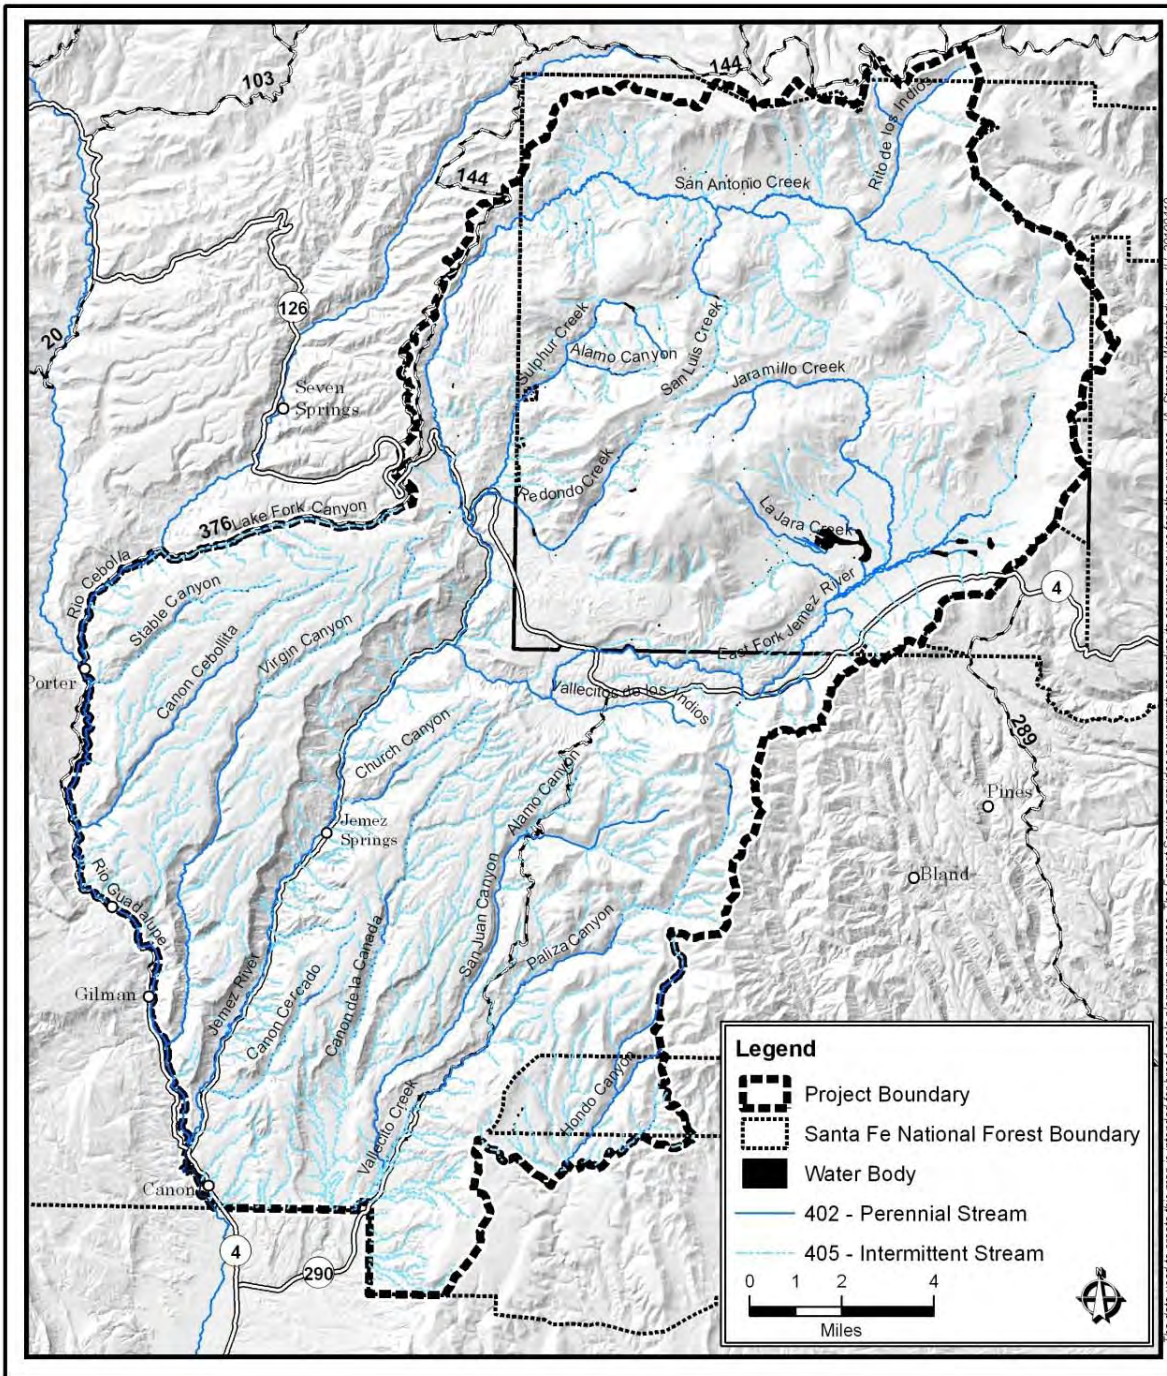 103
144
Rito de los Indios
San Antonio Creek
144
126
20
Sulphur Creek
Alamo Canyon
San Luis Creek
Jaramillo Creek
Seven
Springs
Redondo Creek
376
Lake Fork Canyon
La Jara Creek
Rio Cebolla
Stable Canyon
East Fork Jemez River
4
Canon Cebollita
Virgin Canyon
Porter
Vallecitos de los Indios
289
Church Canyon
Alamo Canyon
Pines
Jemez
Springs
Bland
Rio Guadalupe
San Juan Canyon
Paliza Canyon
Gilman
Jemez River
Canon Cercado
Canon de la Canada
Hondo Canyon
Vallecito Creek
Canon
4
290
Legend
Project Boundary
Santa Fe National Forest Boundary
Water Body
402 - Perennial Stream
405 - Intermittent Stream
0 1 2 4
Miles
N